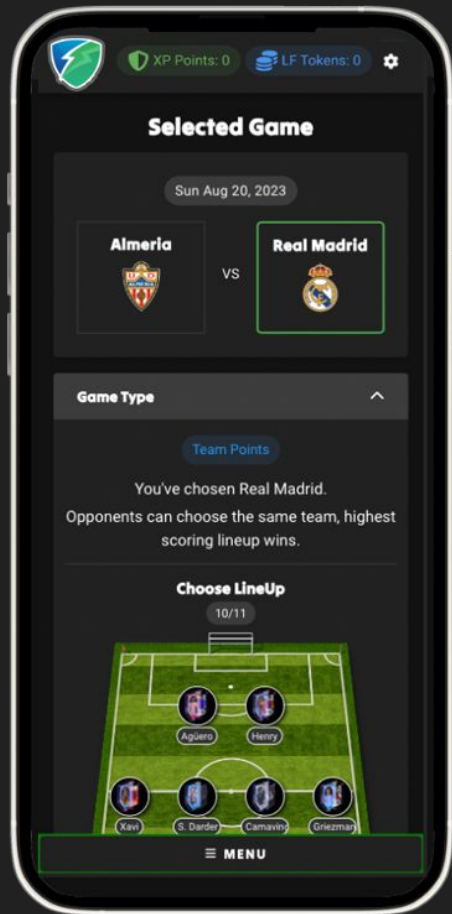 XP Points: 0
LF Tokens: 0
Selected Game
Sun Aug 20, 2023
Almeria
VS
Real Madrid
Game Type
Team Points
You've chosen Real Madrid.
Opponents can choose the same team, highest
scoring lineup wins.
Choose LineUp
10/11
Agüero
Henry
Xavi
S. Darder
Camaving
Griezman
MENU